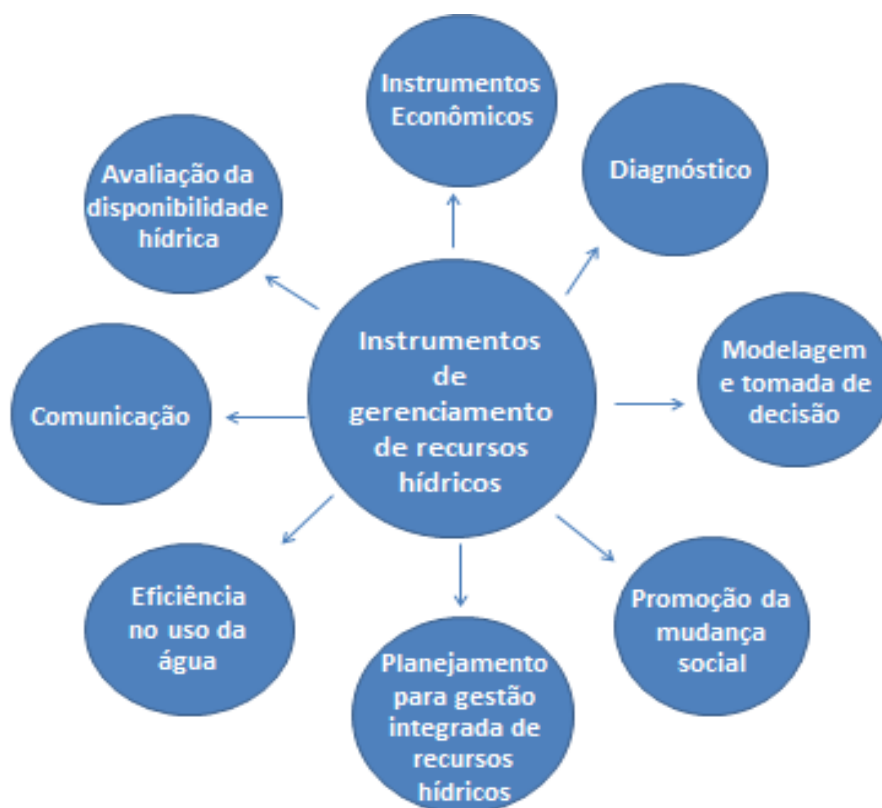 Instrumentos
Econômicos
Diagnóstico
Avaliação da
disponibilidade
hídrica
Instrumentos
de
gerenciamento
de recursos
hídricos
Modelagem
e tomada de
decisão
Comunicação
Eficiência
no uso da
água
Promoção da
mudança
social
Planejamento
para gestão
integrada de
recursos
hídricos